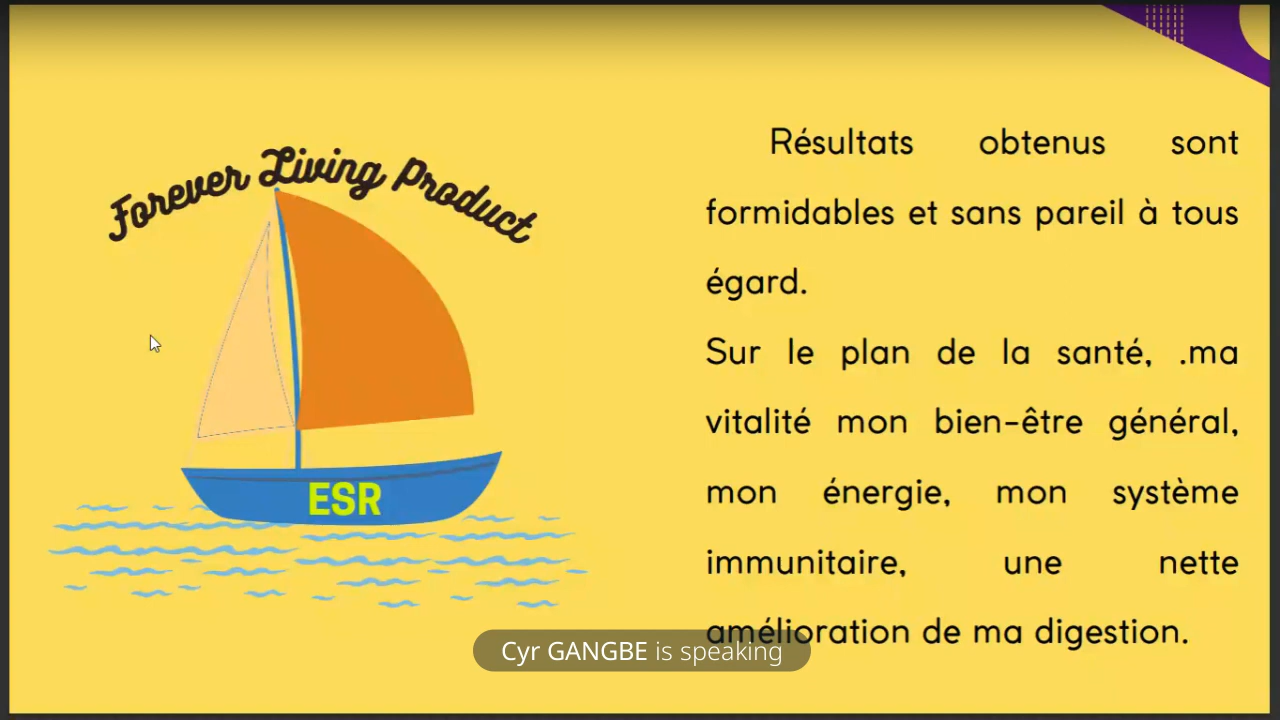 Forever Living Product
ESR
Résultats obtenus sont
formidables et sans pareil à tous
égard.
Sur le plan de la santé, .ma
vitalité mon bien-être général,
mon énergie, mon système
immunitaire, une nette
amélioration de ma digestion.
Cyr GANGBE is speaking